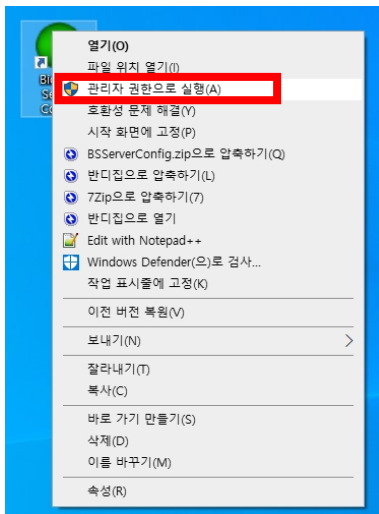 열기(O)
파일 위치 열기(I)
관리자 권한으로 실행(A)
호환성 문제 해결(Y)
시작 화면에 고정(P)
BSServerConfig.zip으로 압축하기(Q)
반디집으로 압축하기(L)
7Zip으로 압축하기(7)
반디집으로 열기
Edit with Notepad++
Windows Defender(으)로 검사...
작업 표시줄에 고정(K)
이전 버전 복원(V)
보내기(N)
잘라내기(T)
복사(C)
바로 가기 만들기(S)
삭제(D)
이름 바꾸기(M)
속성(R)